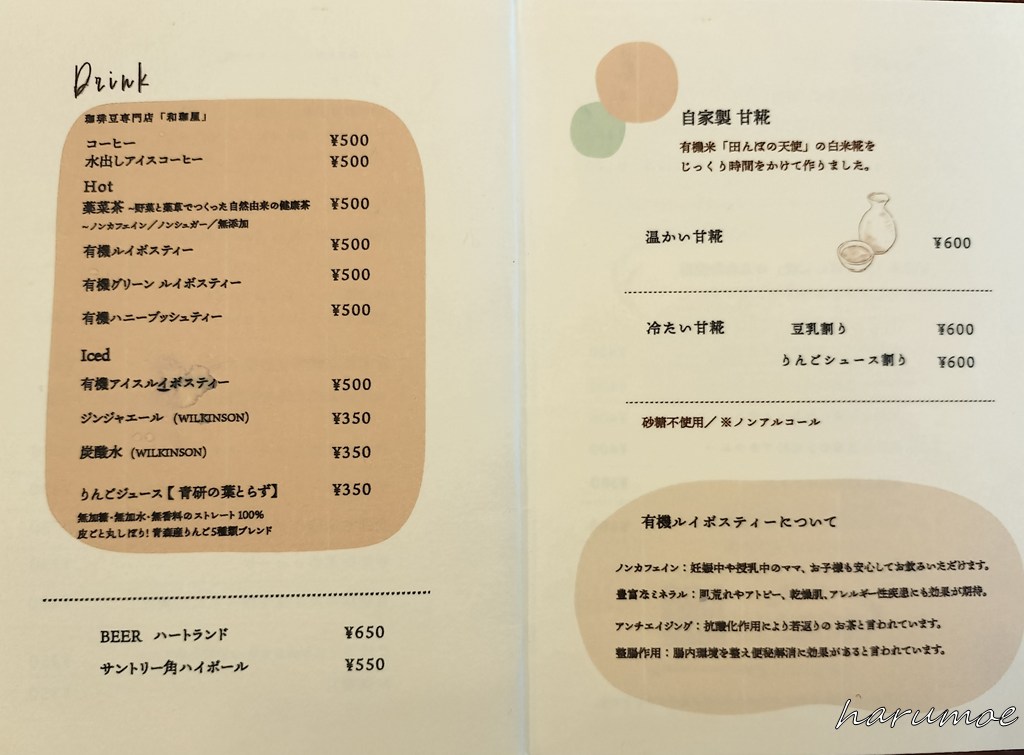 Drink
珈琲豆専門店「和珈屋」
コーヒー ¥500
水出しアイスコーヒー ¥500
Hot
薬菜茶 ~野菜と薬草でつくった自然由来の健康茶 ¥500
~ノンカフェイン／ノンシュガー／無添加
有機ルイボスティー ¥500
有機グリーン ルイボスティー ¥500
有機ハニーブッシュティー ¥500
Iced
有機アイスルイボスティー ¥500
ジンジャエール (WILKINSON) ¥350
炭酸水 (WILKINSON) ¥350
りんごジュース【 青研の葉とらず】 ¥350
無加糖・無加水・無香料のストレート 100%
皮ごと丸しぼり! 青森産りんご5種類ブレンド
BEER ハートランド ¥650
サントリー角ハイボール ¥550
自家製 甘糀
有機米「田んぼの天使」の白米糀を
じっくり時間をかけて作りました。
温かい甘糀 ¥600
冷たい甘糀 豆乳割り ¥600
りんごジュース割り ¥600
砂糖不使用／ ※ノンアルコール
有機ルイボスティーについて
ノンカフェイン：妊娠中や授乳中のママ、お子様も安心してお飲みいただけます。
豊富なミネラル：肌荒れやアトピー、乾燥肌、アレルギー性疾患にも効果が期待。
アンチエイジング：抗酸化作用により若返りの お茶と言われています。
整腸作用：腸内環境を整え便秘解消に効果があると言われています。
harumoe